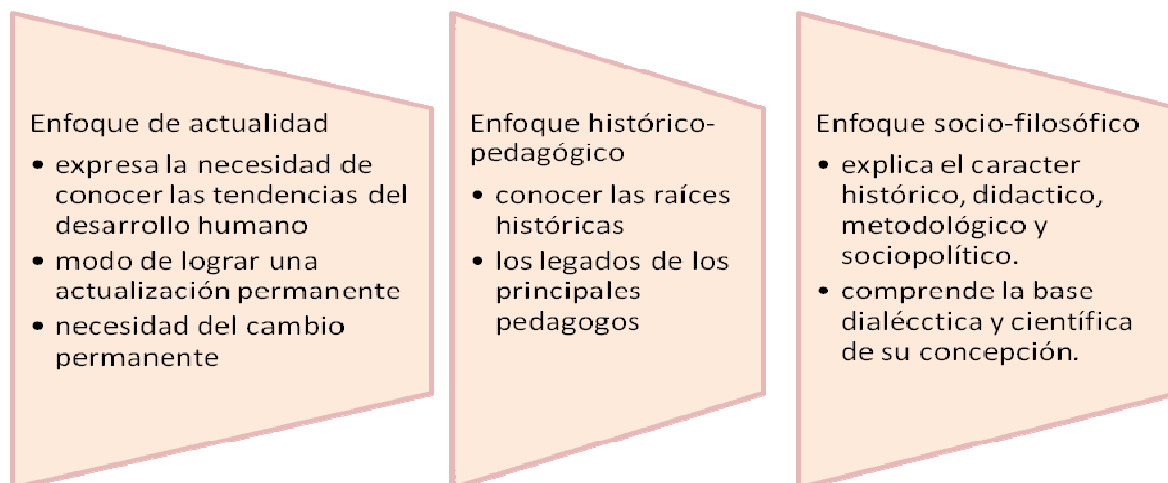 Enfoque de actualidad
• expresa la necesidad de
conocer las tendencias del
desarrollo humano
• modo de lograr una
actualización permanente
• necesidad del cambio
permanente
Enfoque histórico-
pedagógico
• conocer las raíces
históricas
• los legados de los
principales
pedagogos
Enfoque socio-filosófico
• explica el caracter
histórico, didactico,
metodológico y
sociopolítico.
• comprende la base
dialécctica y científica
de su concepción.